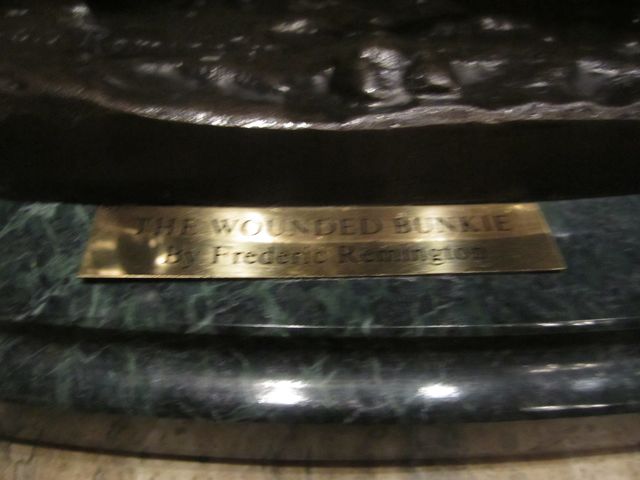 THE WOUNDED BUNKIE
By Frederic Remington